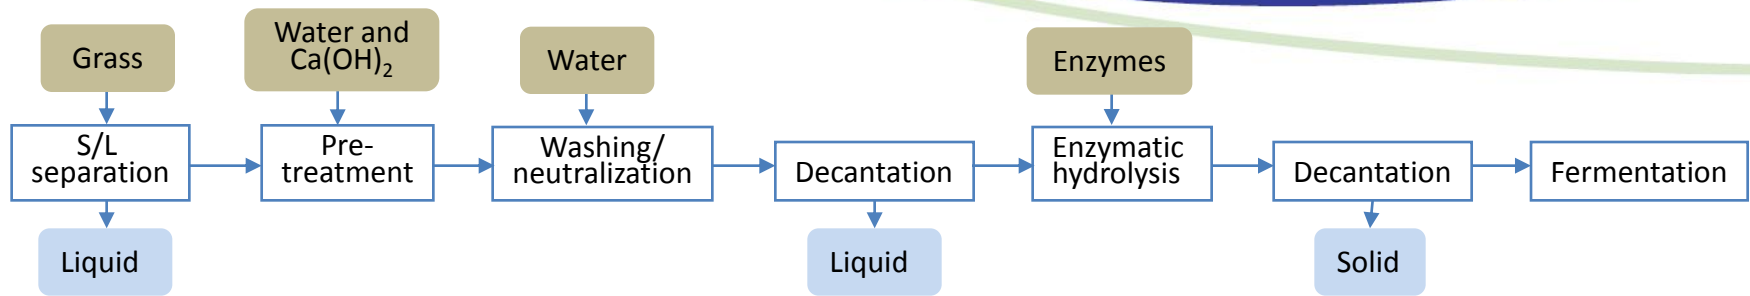 Grass
Water and
Ca(OH)₂
Water
Enzymes
S/L
separation
Pre-
treatment
Washing/
neutralization
Decantation
Enzymatic
hydrolysis
Decantation
Fermentation
Liquid
Liquid
Solid